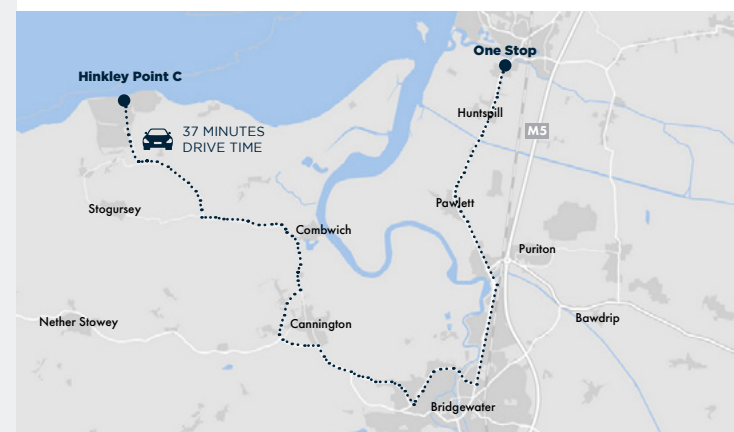 One Stop
Hinkley Point C
Huntspill
37 MINUTES
DRIVE TIME
M5
Pawlett
Stogursey
Combwich
Puriton
Bawdrip
Nether Stowey
Cannington
Bridgewater